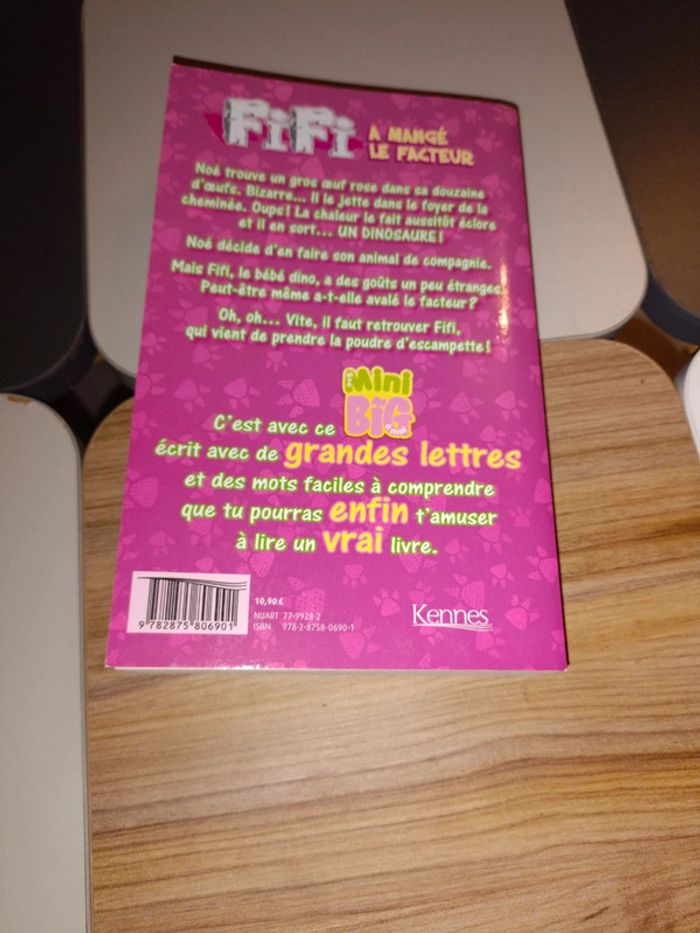 FiFi A MANGÉ
LE FACTEUR
Noé trouve un gros œuf rose dans sa douzaine
d'œufs. Bizarre... Il le jette dans le foyer de la
cheminée. Oups! La chaleur le fait aussitôt éclore
et il en sort... UN DINOSAURE!
Noé décide d'en faire son animal de compagnie.
Mais Fifi, le bébé dino, a des goûts un peu étranges.
Peut-être même a-t-elle avalé le facteur?
Oh, oh... Vite, il faut retrouver Fifi,
qui vient de prendre la poudre d'escampette!
Mini
BiG
C'est avec ce
écrit avec de grandes lettres
et des mots faciles à comprendre
que tu pourras enfin t'amuser
à lire un vrai livre.
10,90 €
NUART 77-9928-2
ISBN 978-2-8758-0690-1
9 782875 806901
Kennes